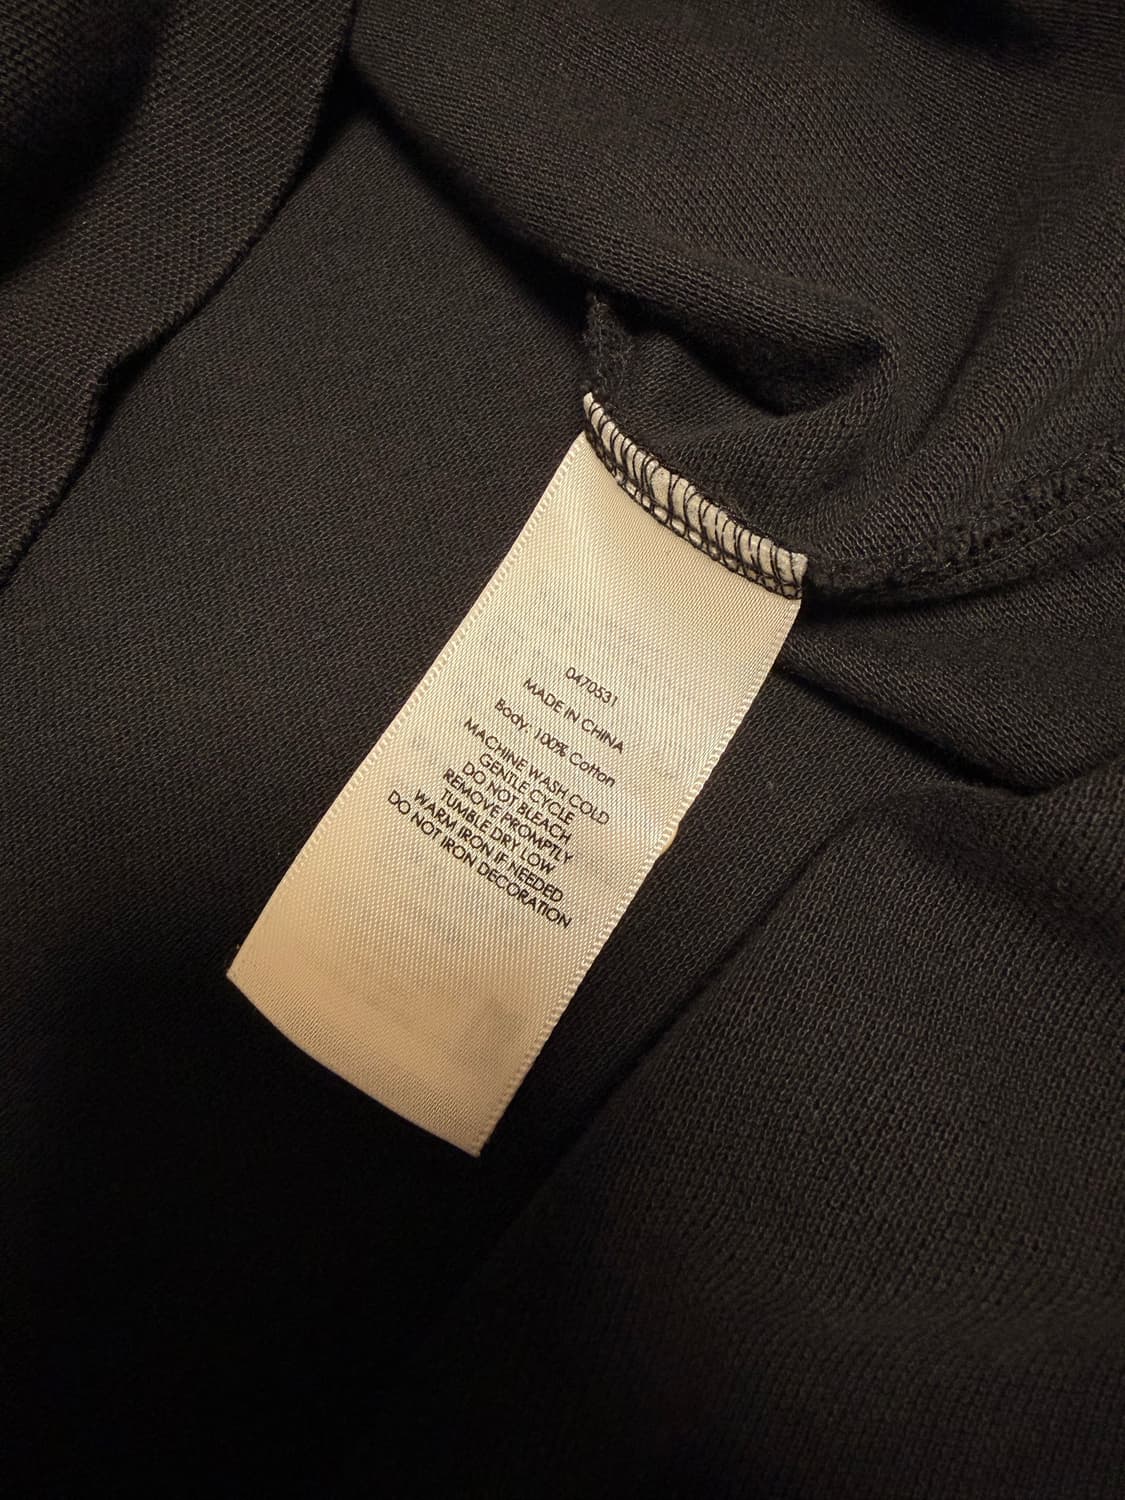 0470531
MADE IN CHINA
Body: 100% Cotton
MACHINE WASH COLD
GENTLE CYCLE
DO NOT BLEACH
REMOVE PROMPTLY
TUMBLE DRY LOW
WARM IRON IF NEEDED
DO NOT IRON DECORATION